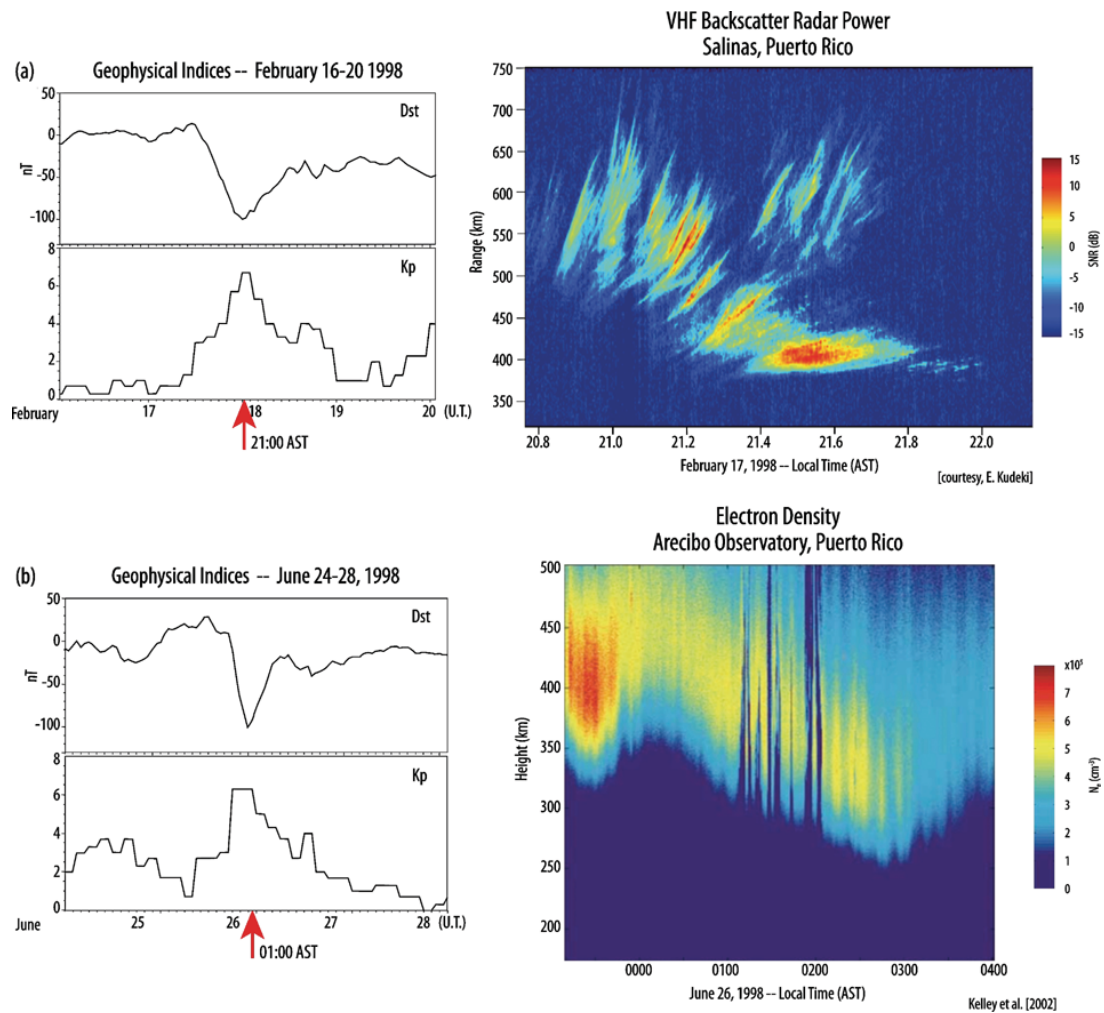 VHF Backscatter Radar Power
Salinas, Puerto Rico
(a)
Geophysical Indices -- February 16-20 1998
50
0
-50
-100
nT
Dst
8
6
4
2
0
Kp
February
17
18
19
20
(U.T.)
21:00 AST
750
700
650
600
550
500
450
400
350
Range (km)
20.8
21.0
21.2
21.4
21.6
21.8
22.0
February 17, 1998 -- Local Time (AST)
15
10
5
0
-5
-10
-15
SNR (dB)
[courtesy, E. Kudeki]
Electron Density
Arecibo Observatory, Puerto Rico
(b)
Geophysical Indices -- June 24-28, 1998
50
0
-50
-100
nT
Dst
8
6
4
2
0
Kp
June
25
26
27
28
(U.T.)
01:00 AST
500
450
400
350
300
250
200
Height (km)
0000
0100
0200
0300
0400
June 26, 1998 -- Local Time (AST)
x10⁵
8
7
6
5
4
3
2
1
0
Kelley et al. [2002]